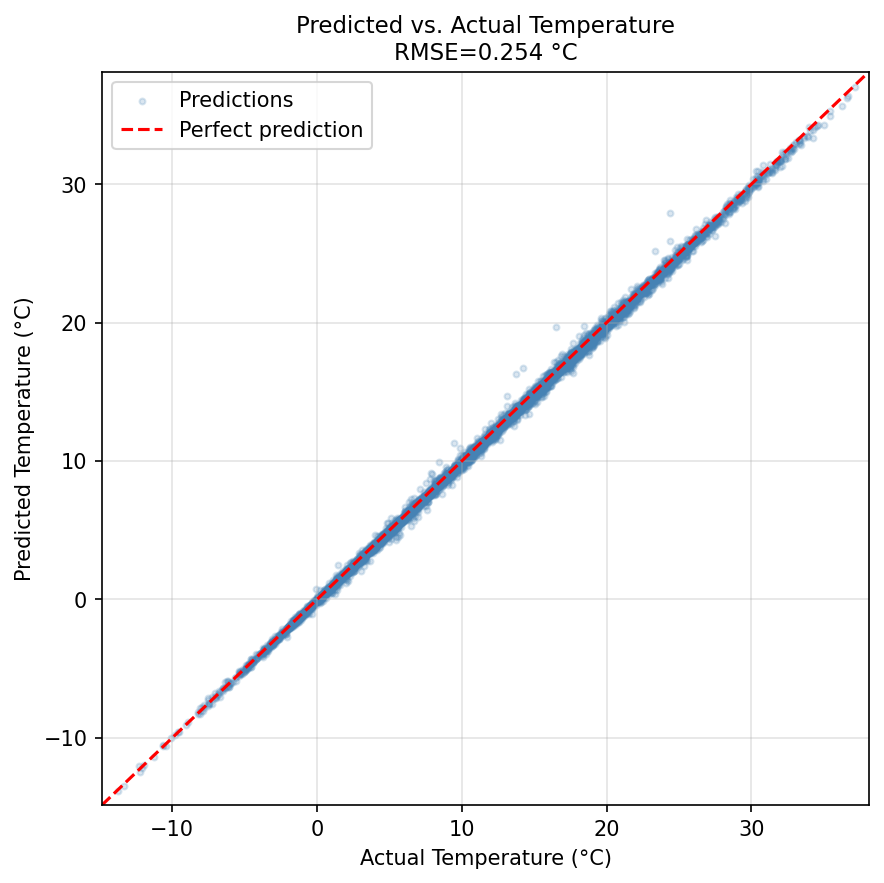 Predicted vs. Actual Temperature
RMSE=0.254 °C
Predictions
Perfect prediction
30
20
10
0
−10
Predicted Temperature (°C)
−10 0 10 20 30
Actual Temperature (°C)